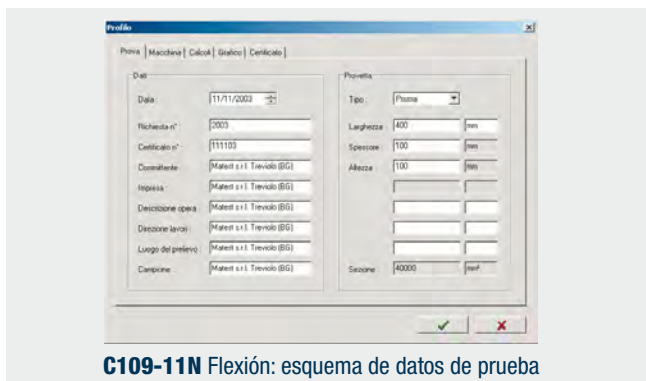 Profilo
Prova Macchina Calcoli Grafico Certificato
Dati
Data 11/11/2003
Richiesta n° 2003
Certificato n° 111103
Committente Matest s.r.l. Treviolo (BG)
Impresa Matest s.r.l. Treviolo (BG)
Descrizione opera Matest s.r.l. Treviolo (BG)
Direzione lavori Matest s.r.l. Treviolo (BG)
Luogo del prelievo Matest s.r.l. Treviolo (BG)
Campione Matest s.r.l. Treviolo (BG)
Provetta
Tipo Prisma
Larghezza 400 mm
Spessore 100 mm
Altezza 100 mm
Sezione 40000 mm²
C109-11N Flexión: esquema de datos de prueba